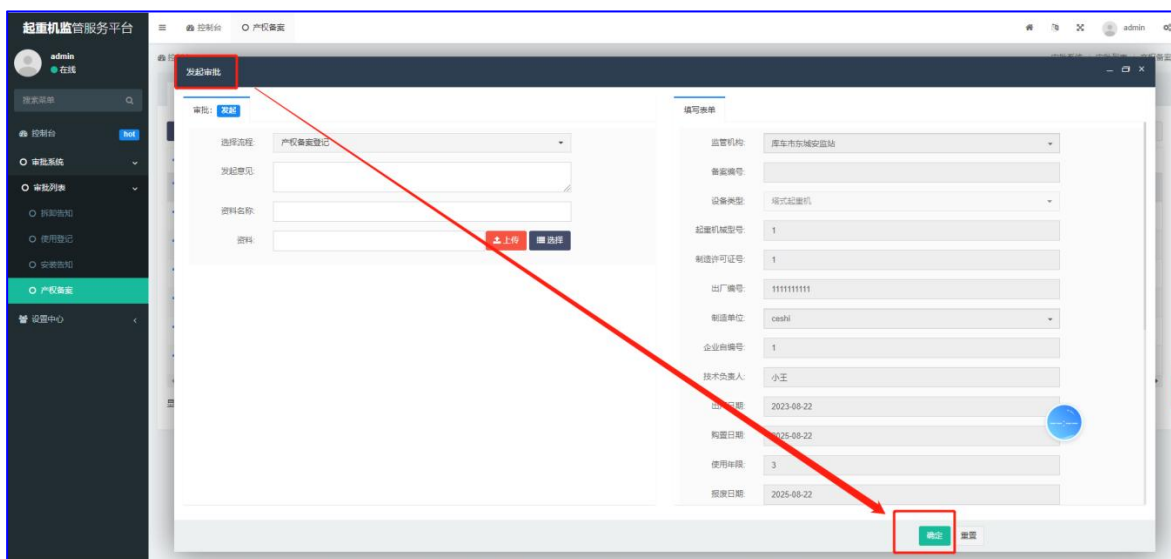 起重机监管服务平台
控制台
产权备案
admin
admin
在线
搜索菜单
控制台
hot
审批系统
审批列表
拆卸告知
使用登记
安装告知
产权备案
设置中心
发起审批
审批: 发起
选择流程: 产权备案登记
发起意见:
资料名称:
资料:
上传
选择
填写表单
监管机构: 库车市东城安监站
备案编号:
设备类型: 塔式起重机
起重机械型号: 1
制造许可证号: 1
出厂编号: 1111111111
制造单位: ceshi
企业自编号: 1
技术负责人: 小王
出厂日期: 2023-08-22
购置日期: 2025-08-22
使用年限: 3
报废日期: 2025-08-22
确定
重置